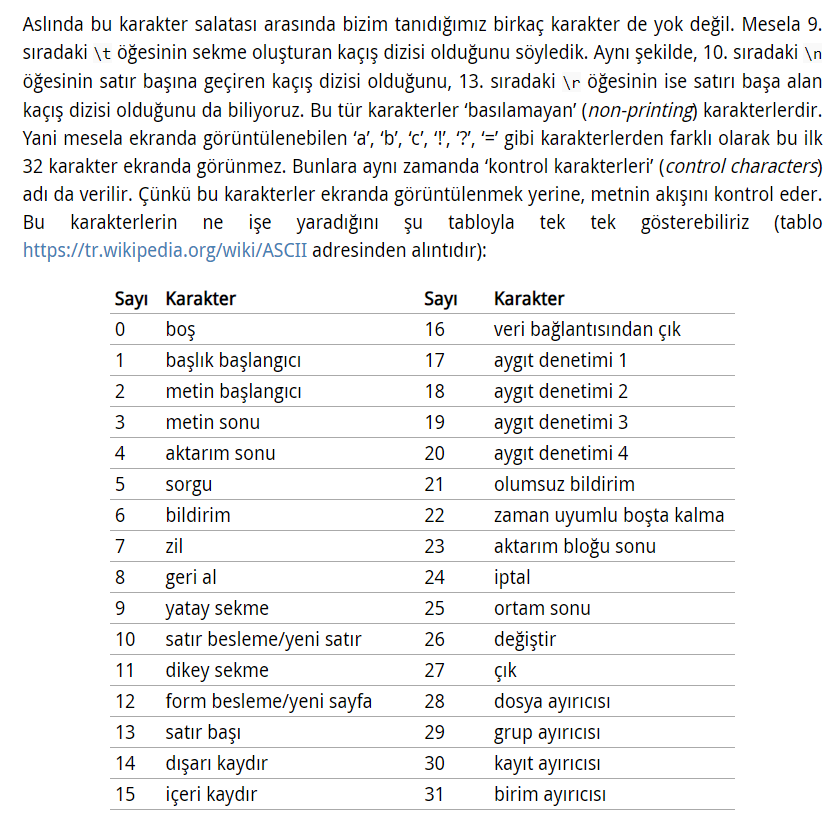 Aslında bu karakter salatası arasında bizim tanıdığımız birkaç karakter de yok değil. Mesela 9.
sıradaki \t öğesinin sekme oluşturan kaçış dizisi olduğunu söyledik. Aynı şekilde, 10. sıradaki \n
öğesinin satır başına geçiren kaçış dizisi olduğunu, 13. sıradaki \r öğesinin ise satırı başa alan
kaçış dizisi olduğunu da biliyoruz. Bu tür karakterler ‘basılamayan’ (non-printing) karakterlerdir.
Yani mesela ekranda görüntülenebilen ‘a’, ‘b’, ‘c’, ‘!’, ‘?’, ‘=’ gibi karakterlerden farklı olarak bu ilk
32 karakter ekranda görünmez. Bunlara aynı zamanda ‘kontrol karakterleri’ (control characters)
adı da verilir. Çünkü bu karakterler ekranda görüntülenmek yerine, metnin akışını kontrol eder.
Bu karakterlerin ne işe yaradığını şu tabloyla tek tek gösterebiliriz (tablo
https://tr.wikipedia.org/wiki/ASCII adresinden alıntıdır):
Sayı Karakter Sayı Karakter
0 boş 16 veri bağlantısından çık
1 başlık başlangıcı 17 aygıt denetimi 1
2 metin başlangıcı 18 aygıt denetimi 2
3 metin sonu 19 aygıt denetimi 3
4 aktarım sonu 20 aygıt denetimi 4
5 sorgu 21 olumsuz bildirim
6 bildirim 22 zaman uyumlu boşta kalma
7 zil 23 aktarım bloğu sonu
8 geri al 24 iptal
9 yatay sekme 25 ortam sonu
10 satır besleme/yeni satır 26 değiştir
11 dikey sekme 27 çık
12 form besleme/yeni sayfa 28 dosya ayırıcısı
13 satır başı 29 grup ayırıcısı
14 dışarı kaydır 30 kayıt ayırıcısı
15 içeri kaydır 31 birim ayırıcısı